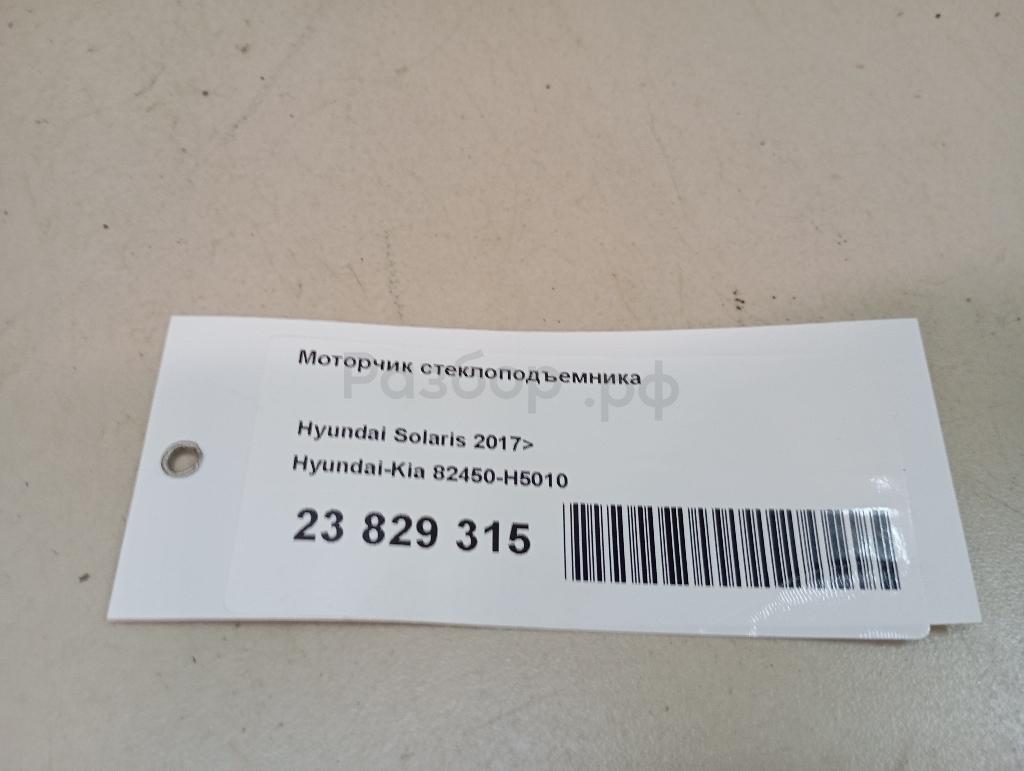 Моторчик стеклоподъемника
Разбор.рф
Hyundai Solaris 2017>
Hyundai-Kia 82450-H5010
23 829 315